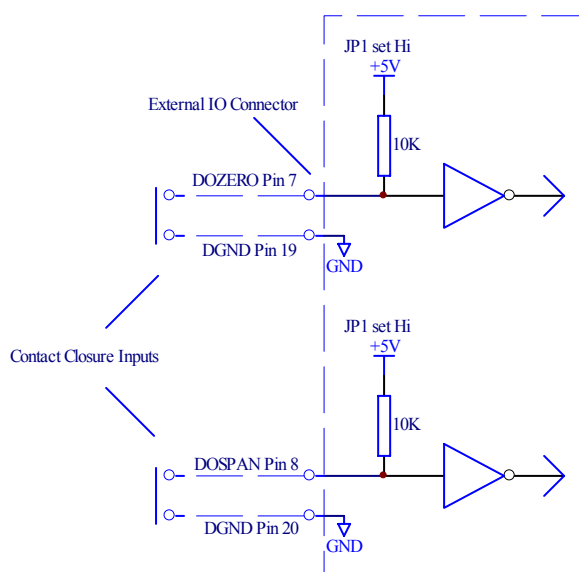 JP1 set Hi
+5V
External IO Connector
10K
DOZERO Pin 7
DGND Pin 19
GND
JP1 set Hi
+5V
Contact Closure Inputs
10K
DOSPAN Pin 8
DGND Pin 20
GND